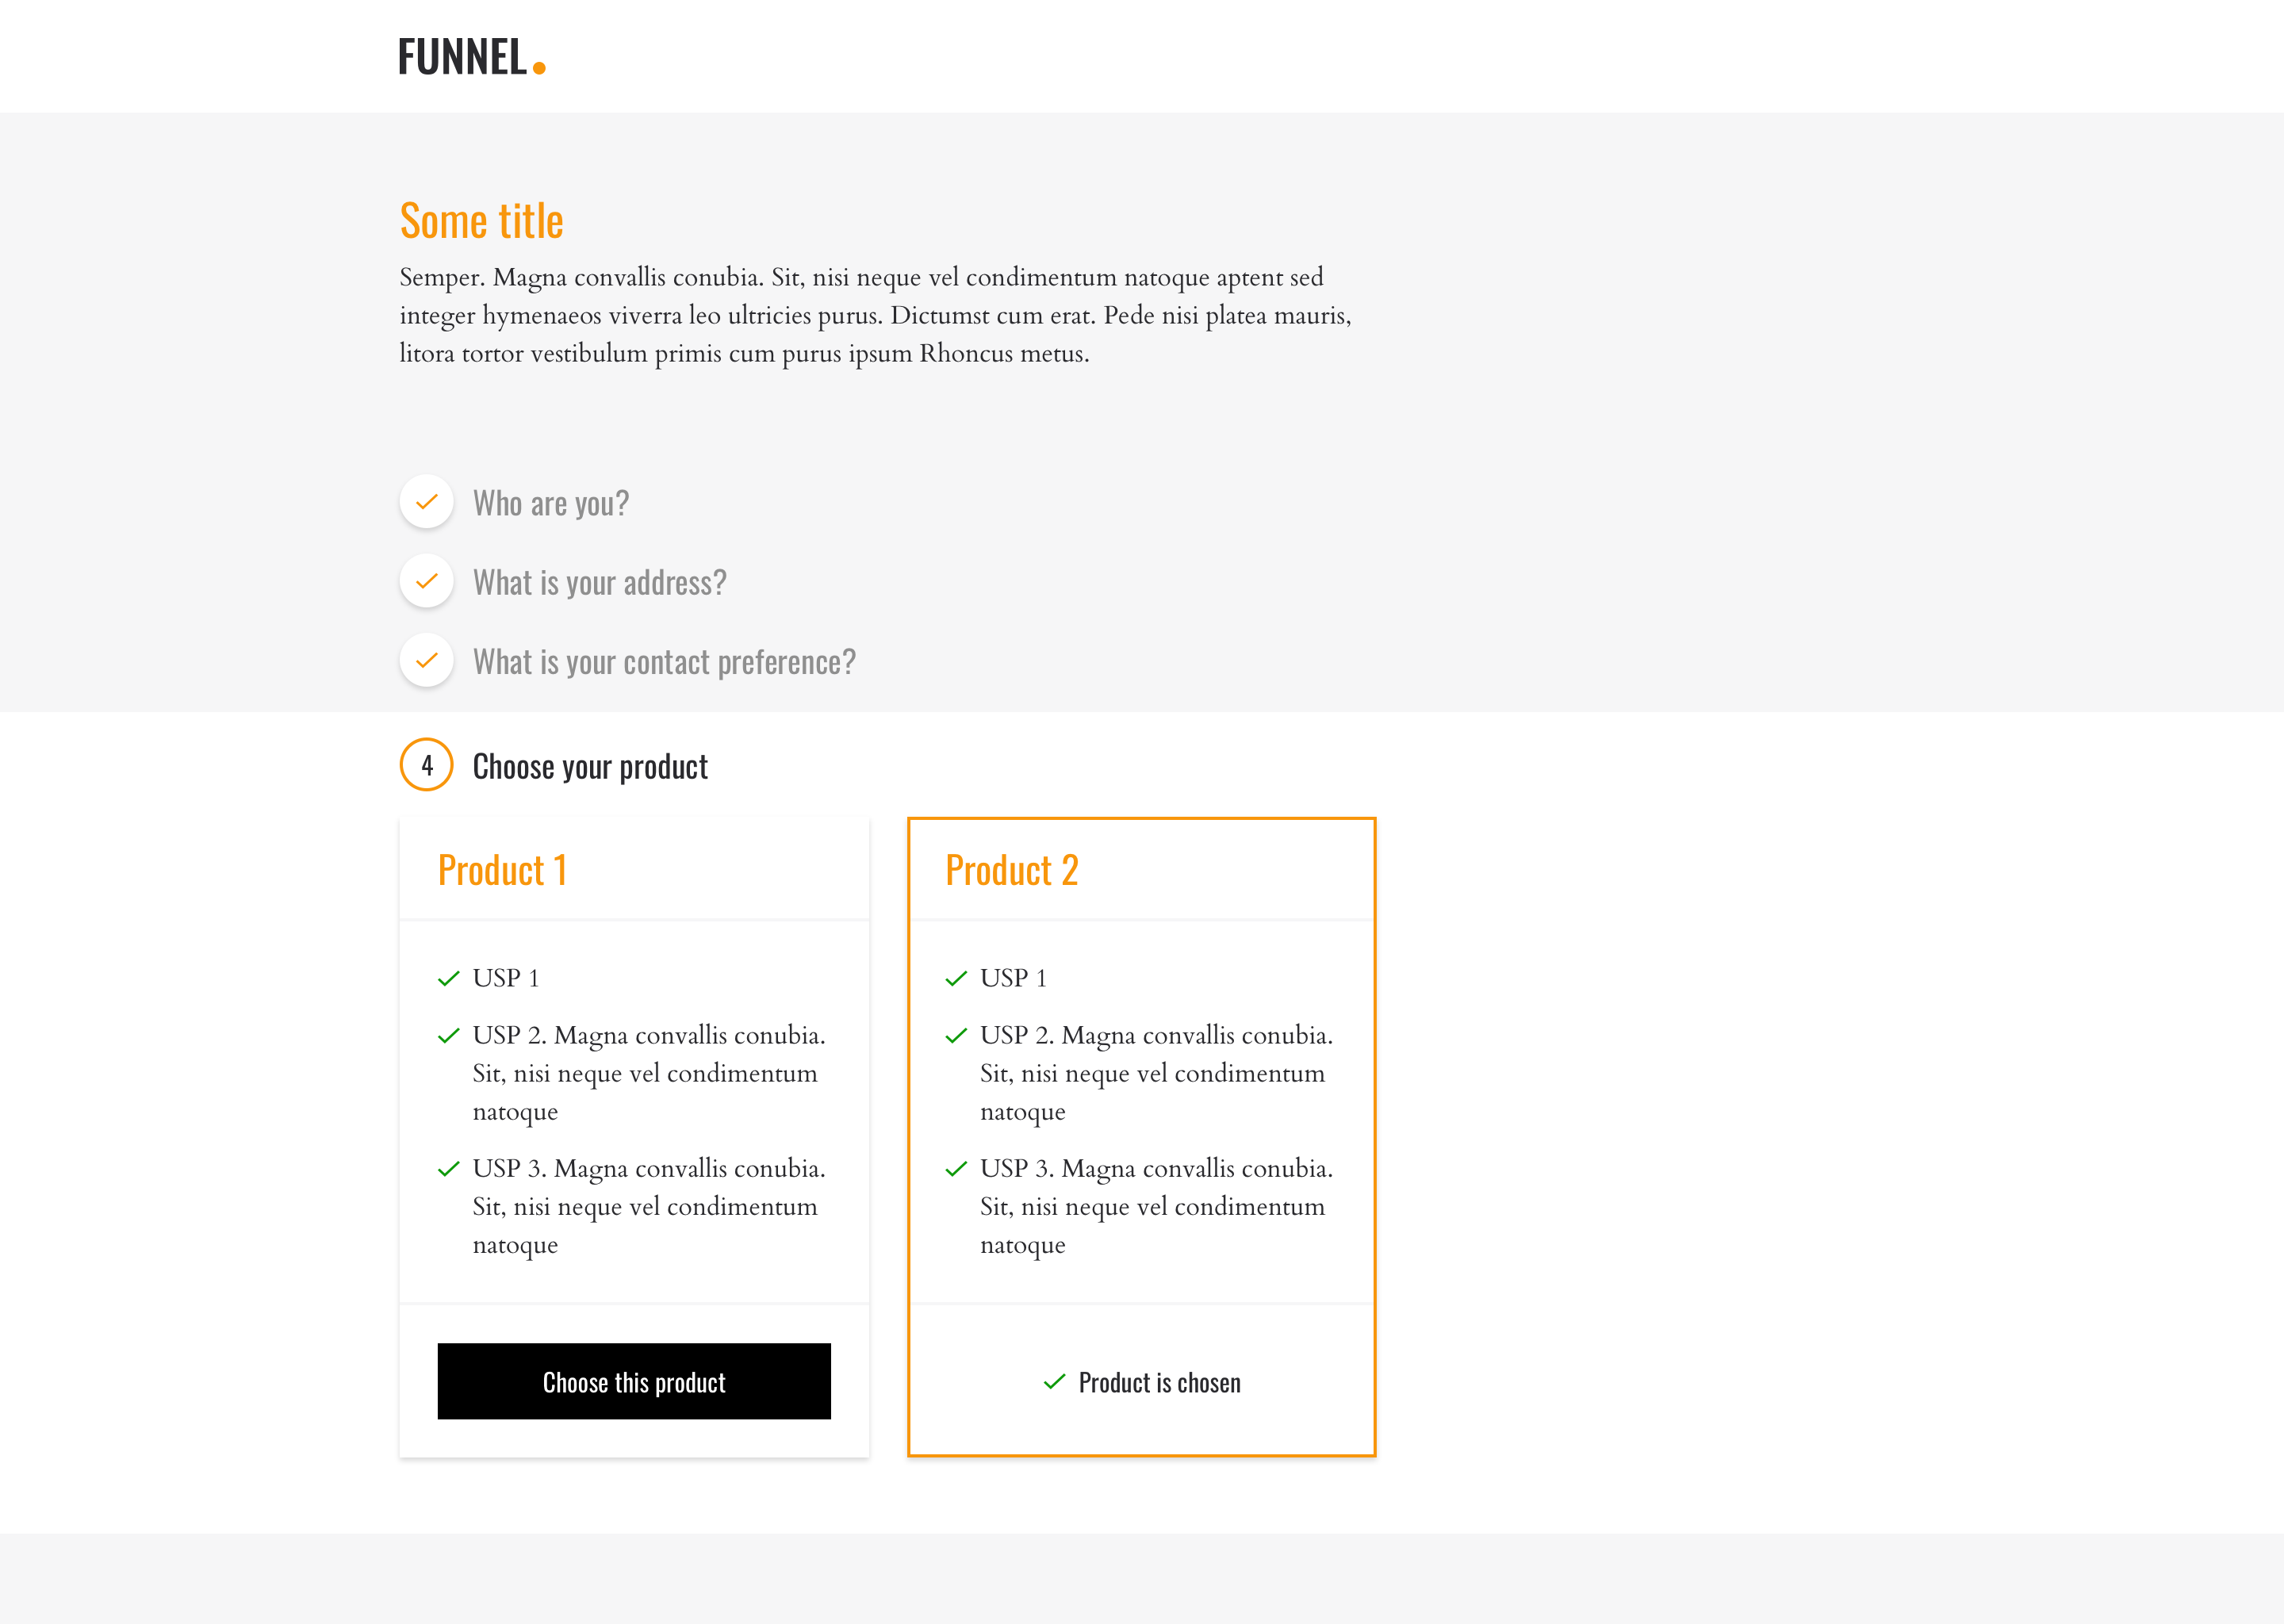 FUNNEL.
Some title
Semper. Magna convallis conubia. Sit, nisi neque vel condimentum natoque aptent sed
integer hymenaeos viverra leo ultricies purus. Dictumst cum erat. Pede nisi platea mauris,
litora tortor vestibulum primis cum purus ipsum Rhoncus metus.
Who are you?
What is your address?
What is your contact preference?
4 Choose your product
Product 1
USP 1
USP 2. Magna convallis conubia.
Sit, nisi neque vel condimentum
natoque
USP 3. Magna convallis conubia.
Sit, nisi neque vel condimentum
natoque
Choose this product
Product 2
USP 1
USP 2. Magna convallis conubia.
Sit, nisi neque vel condimentum
natoque
USP 3. Magna convallis conubia.
Sit, nisi neque vel condimentum
natoque
Product is chosen